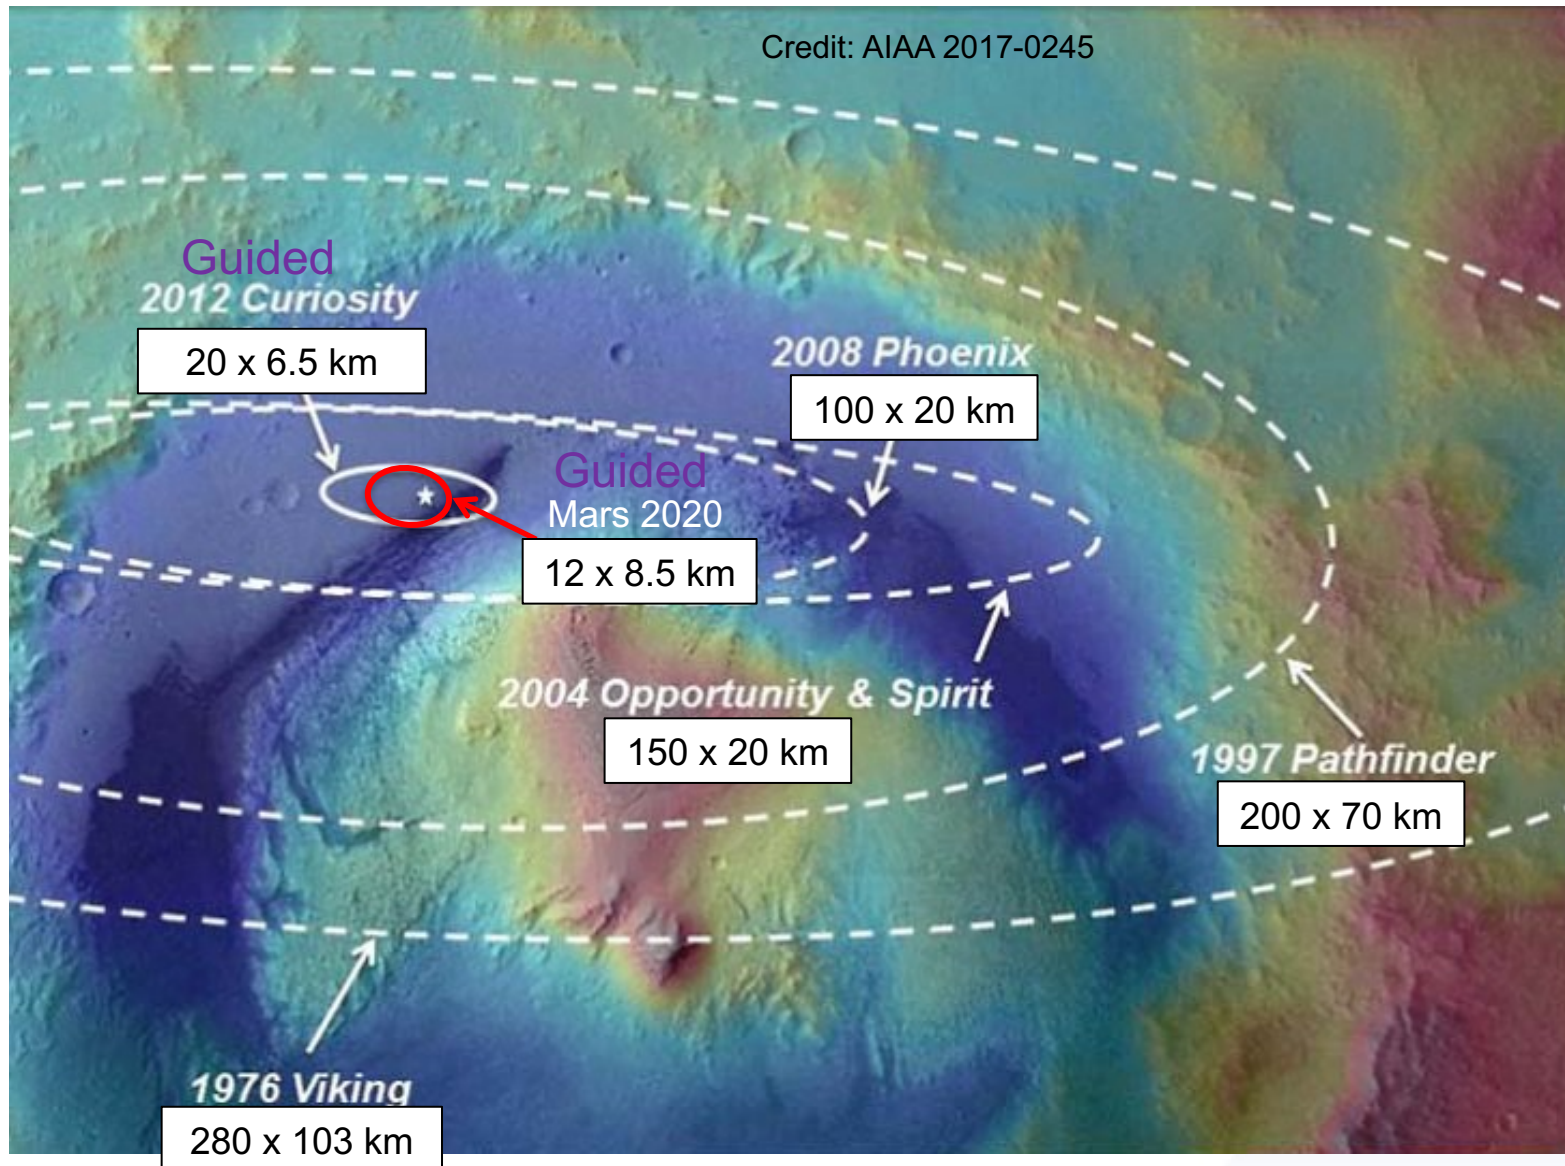 Credit: AIAA 2017-0245
Guided
2012 Curiosity
20 x 6.5 km
2008 Phoenix
100 x 20 km
Guided
Mars 2020
12 x 8.5 km
2004 Opportunity & Spirit
150 x 20 km
1997 Pathfinder
200 x 70 km
1976 Viking
280 x 103 km